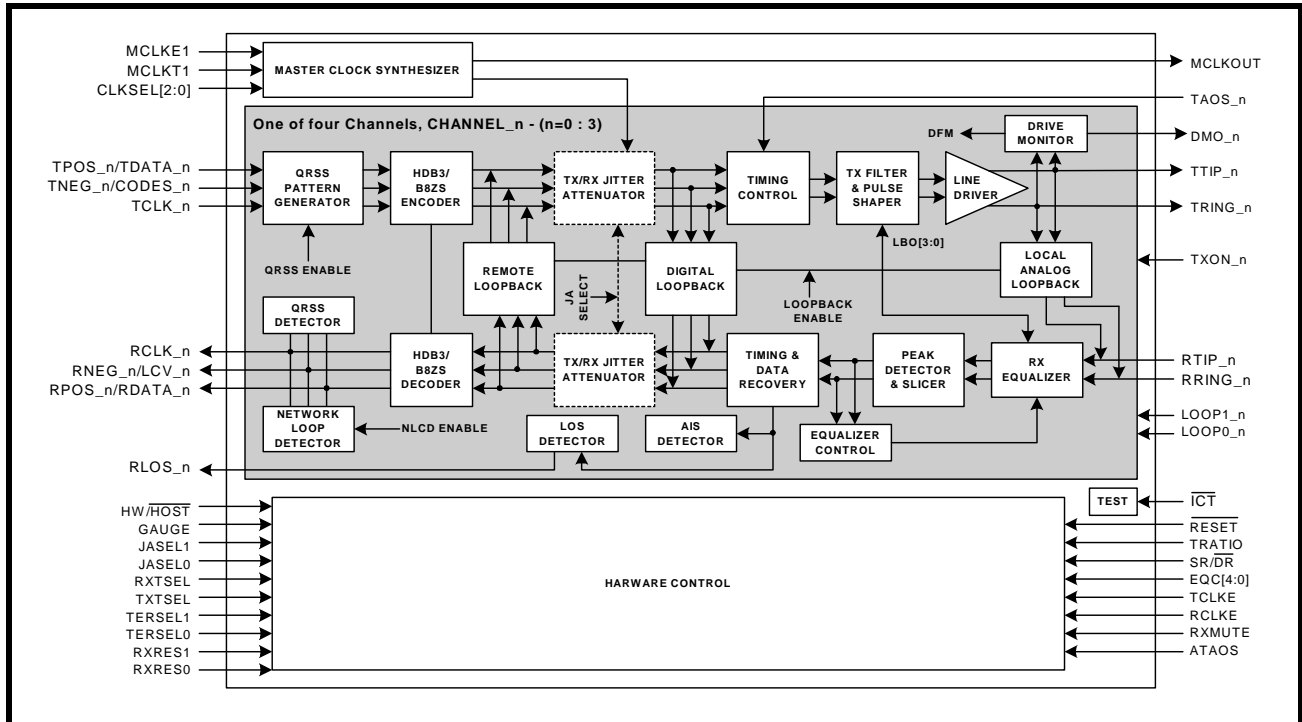 MCLKE1
MCLKT1
CLKSEL[2:0]
MASTER CLOCK SYNTHESIZER
MCLKOUT
TAOS_n
One of four Channels, CHANNEL_n - (n=0 : 3)
DFM
DRIVE
MONITOR
DMO_n
TPOS_n/TDATA_n
TNEG_n/CODES_n
TCLK_n
QRSS
PATTERN
GENERATOR
HDB3/
B8ZS
ENCODER
TX/RX JITTER
ATTENUATOR
TIMING
CONTROL
TX FILTER
& PULSE
SHAPER
LINE
DRIVER
TTIP_n
TRING_n
QRSS ENABLE
REMOTE
LOOPBACK
JA
SELECT
DIGITAL
LOOPBACK
LOOPBACK
ENABLE
LBO[3:0]
LOCAL
ANALOG
LOOPBACK
TXON_n
QRSS
DETECTOR
RCLK_n
RNEG_n/LCV_n
RPOS_n/RDATA_n
HDB3/
B8ZS
DECODER
TX/RX JITTER
ATTENUATOR
TIMING &
DATA
RECOVERY
PEAK
DETECTOR
& SLICER
RX
EQUALIZER
RTIP_n
RRING_n
NETWORK
LOOP
DETECTOR
NLCD ENABLE
LOS
DETECTOR
AIS
DETECTOR
EQUALIZER
CONTROL
LOOP1_n
LOOP0_n
RLOS_n
TEST
ICT
HW/HOST
GAUGE
JASEL1
JASEL0
RXTSEL
TXTSEL
TERSEL1
TERSEL0
RXRES1
RXRES0
HARWARE CONTROL
RESET
TRATIO
SR/DR
EQC[4:0]
TCLKE
RCLKE
RXMUTE
ATAOS